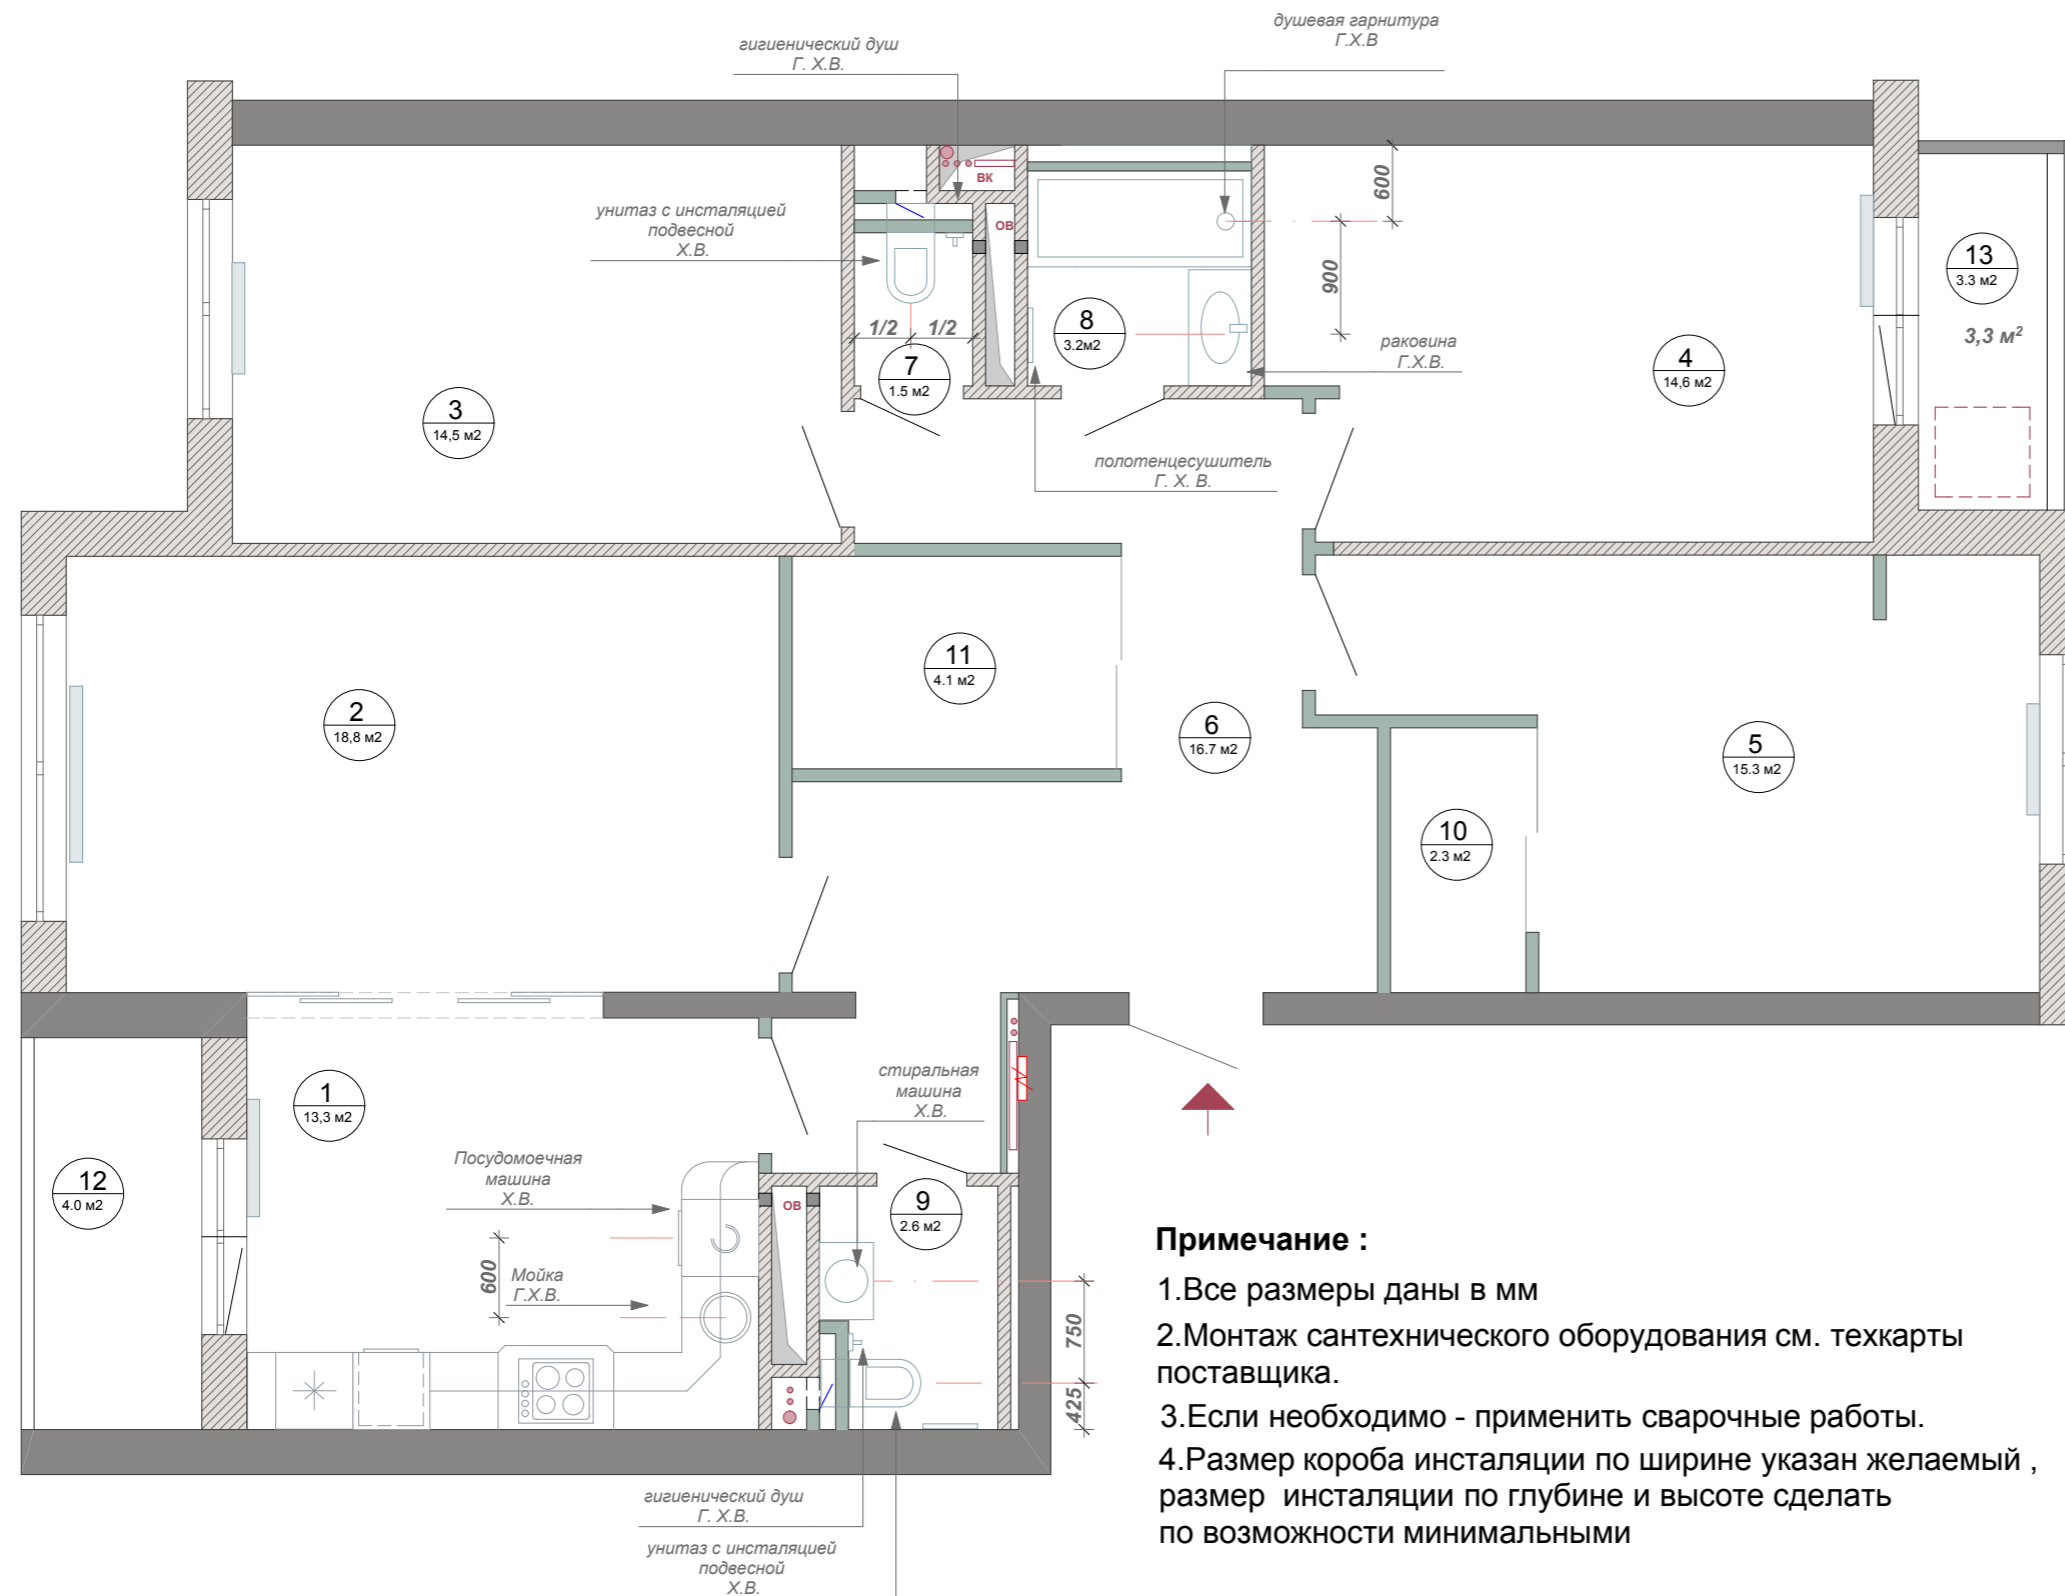 душевая гарнитура
Г.Х.В
гигиенический душ
Г. Х.В.
ВК
600
унитаз с инсталяцией
подвесной
Х.В.
ОВ
900
13
3.3 м2
3,3 м²
1/2
1/2
8
3.2м2
раковина
Г.Х.В.
7
1.5 м2
4
14,6 м2
3
14,5 м2
полотенцесушитель
Г. Х. В.
11
4.1 м2
2
18,8 м2
6
16.7 м2
5
15.3 м2
10
2.3 м2
стиральная
машина
Х.В.
1
13,3 м2
Посудомоечная
машина
Х.В.
12
4.0 м2
ОВ
9
2.6 м2
600
Мойка
Г.Х.В.
750
425
Примечание :
1.Все размеры даны в мм
2.Монтаж сантехнического оборудования см. техкарты
поставщика.
3.Если необходимо - применить сварочные работы.
4.Размер короба инсталяции по ширине указан желаемый ,
размер инсталяции по глубине и высоте сделать
по возможности минимальными
гигиенический душ
Г. Х.В.
унитаз с инсталяцией
подвесной
Х.В.